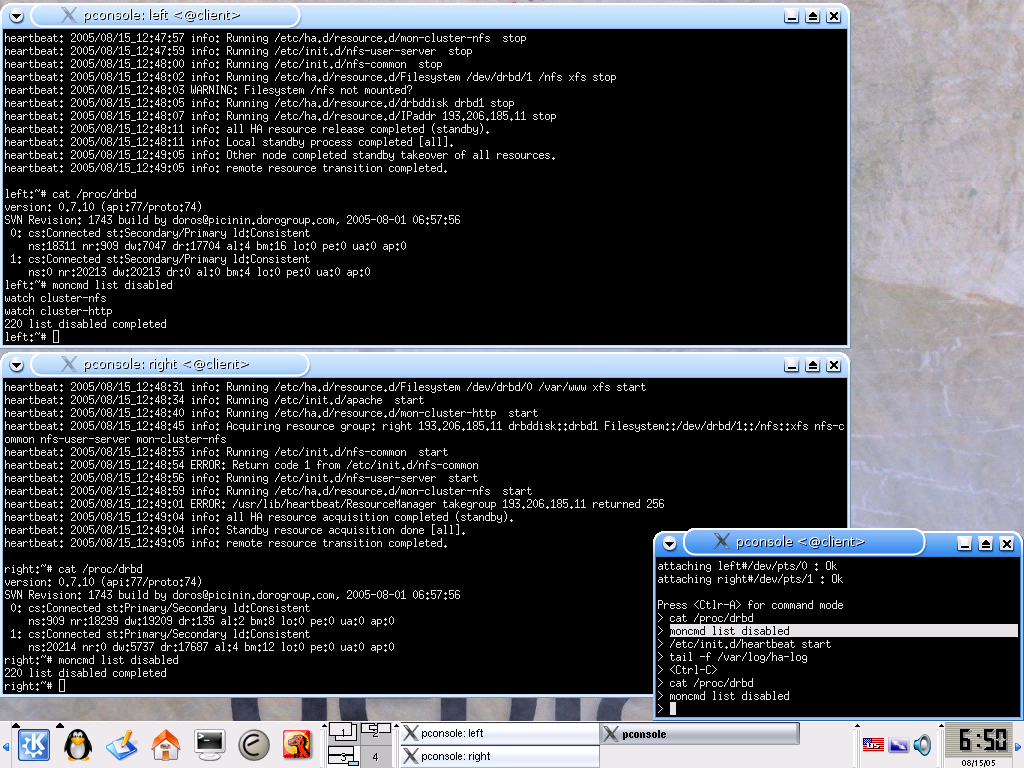 pconsole: left <@client>
heartbeat: 2005/08/15_12:47:57 info: Running /etc/ha.d/resource.d/mon-cluster-nfs  stop
heartbeat: 2005/08/15_12:47:59 info: Running /etc/init.d/nfs-user-server  stop
heartbeat: 2005/08/15_12:48:00 info: Running /etc/init.d/nfs-common  stop
heartbeat: 2005/08/15_12:48:02 info: Running /etc/ha.d/resource.d/Filesystem /dev/drbd/1 /nfs xfs stop
heartbeat: 2005/08/15_12:48:03 WARNING: Filesystem /nfs not mounted?
heartbeat: 2005/08/15_12:48:05 info: Running /etc/ha.d/resource.d/drbddisk drbd1 stop
heartbeat: 2005/08/15_12:48:07 info: Running /etc/ha.d/resource.d/IPaddr 193.206.185.11 stop
heartbeat: 2005/08/15_12:48:11 info: all HA resource release completed (standby).
heartbeat: 2005/08/15_12:48:11 info: Local standby process completed [all].
heartbeat: 2005/08/15_12:49:05 info: Other node completed standby takeover of all resources.
heartbeat: 2005/08/15_12:49:05 info: remote resource transition completed.
left:~# cat /proc/drbd
version: 0.7.10 (api:77/proto:74)
SVN Revision: 1743 build by doros@picinin.dorogroup.com, 2005-08-01 06:57:56
0: cs:Connected st:Secondary/Primary ld:Consistent
ns:18311 nr:909 dw:7047 dr:17704 al:4 bm:16 lo:0 pe:0 ua:0 ap:0
1: cs:Connected st:Secondary/Primary ld:Consistent
ns:0 nr:20213 dw:20213 dr:0 al:0 bm:4 lo:0 pe:0 ua:0 ap:0
left:~# moncmd list disabled
watch cluster-nfs
watch cluster-http
220 list disabled completed
left:~#
pconsole: right <@client>
heartbeat: 2005/08/15_12:48:31 info: Running /etc/ha.d/resource.d/Filesystem /dev/drbd/0 /var/www xfs start
heartbeat: 2005/08/15_12:48:34 info: Running /etc/init.d/apache  start
heartbeat: 2005/08/15_12:48:40 info: Running /etc/ha.d/resource.d/mon-cluster-http  start
heartbeat: 2005/08/15_12:48:45 info: Acquiring resource group: right 193.206.185.11 drbddisk::drbd1 Filesystem::/dev/drbd/1::/nfs::xfs nfs-c
ommon nfs-user-server mon-cluster-nfs
heartbeat: 2005/08/15_12:48:53 info: Running /etc/init.d/nfs-common  start
heartbeat: 2005/08/15_12:48:54 ERROR: Return code 1 from /etc/init.d/nfs-common
heartbeat: 2005/08/15_12:48:56 info: Running /etc/init.d/nfs-user-server  start
heartbeat: 2005/08/15_12:48:59 info: Running /etc/ha.d/resource.d/mon-cluster-nfs  start
heartbeat: 2005/08/15_12:49:01 ERROR: /usr/lib/heartbeat/ResourceManager takegroup 193.206.185.11 returned 256
heartbeat: 2005/08/15_12:49:04 info: all HA resource acquisition completed (standby).
heartbeat: 2005/08/15_12:49:04 info: Standby resource acquisition done [all].
heartbeat: 2005/08/15_12:49:05 info: remote resource transition completed.
right:~# cat /proc/drbd
version: 0.7.10 (api:77/proto:74)
SVN Revision: 1743 build by doros@picinin.dorogroup.com, 2005-08-01 06:57:56
0: cs:Connected st:Primary/Secondary ld:Consistent
ns:909 nr:18299 dw:19209 dr:135 al:2 bm:8 lo:0 pe:0 ua:0 ap:0
1: cs:Connected st:Primary/Secondary ld:Consistent
ns:20214 nr:0 dw:5737 dr:17687 al:4 bm:12 lo:0 pe:0 ua:0 ap:0
right:~# moncmd list disabled
220 list disabled completed
right:~#
pconsole <@client>
attaching left#/dev/pts/0 : Ok
attaching right#/dev/pts/1 : Ok
Press <Ctlr-A> for command mode
> cat /proc/drbd
> moncmd list disabled
> /etc/init.d/heartbeat start
> tail -f /var/log/ha-log
> <Ctrl-C>
> cat /proc/drbd
> moncmd list disabled
>
1 2
3 4
pconsole: left
pconsole
pconsole: right
US
6:50
08/15/05